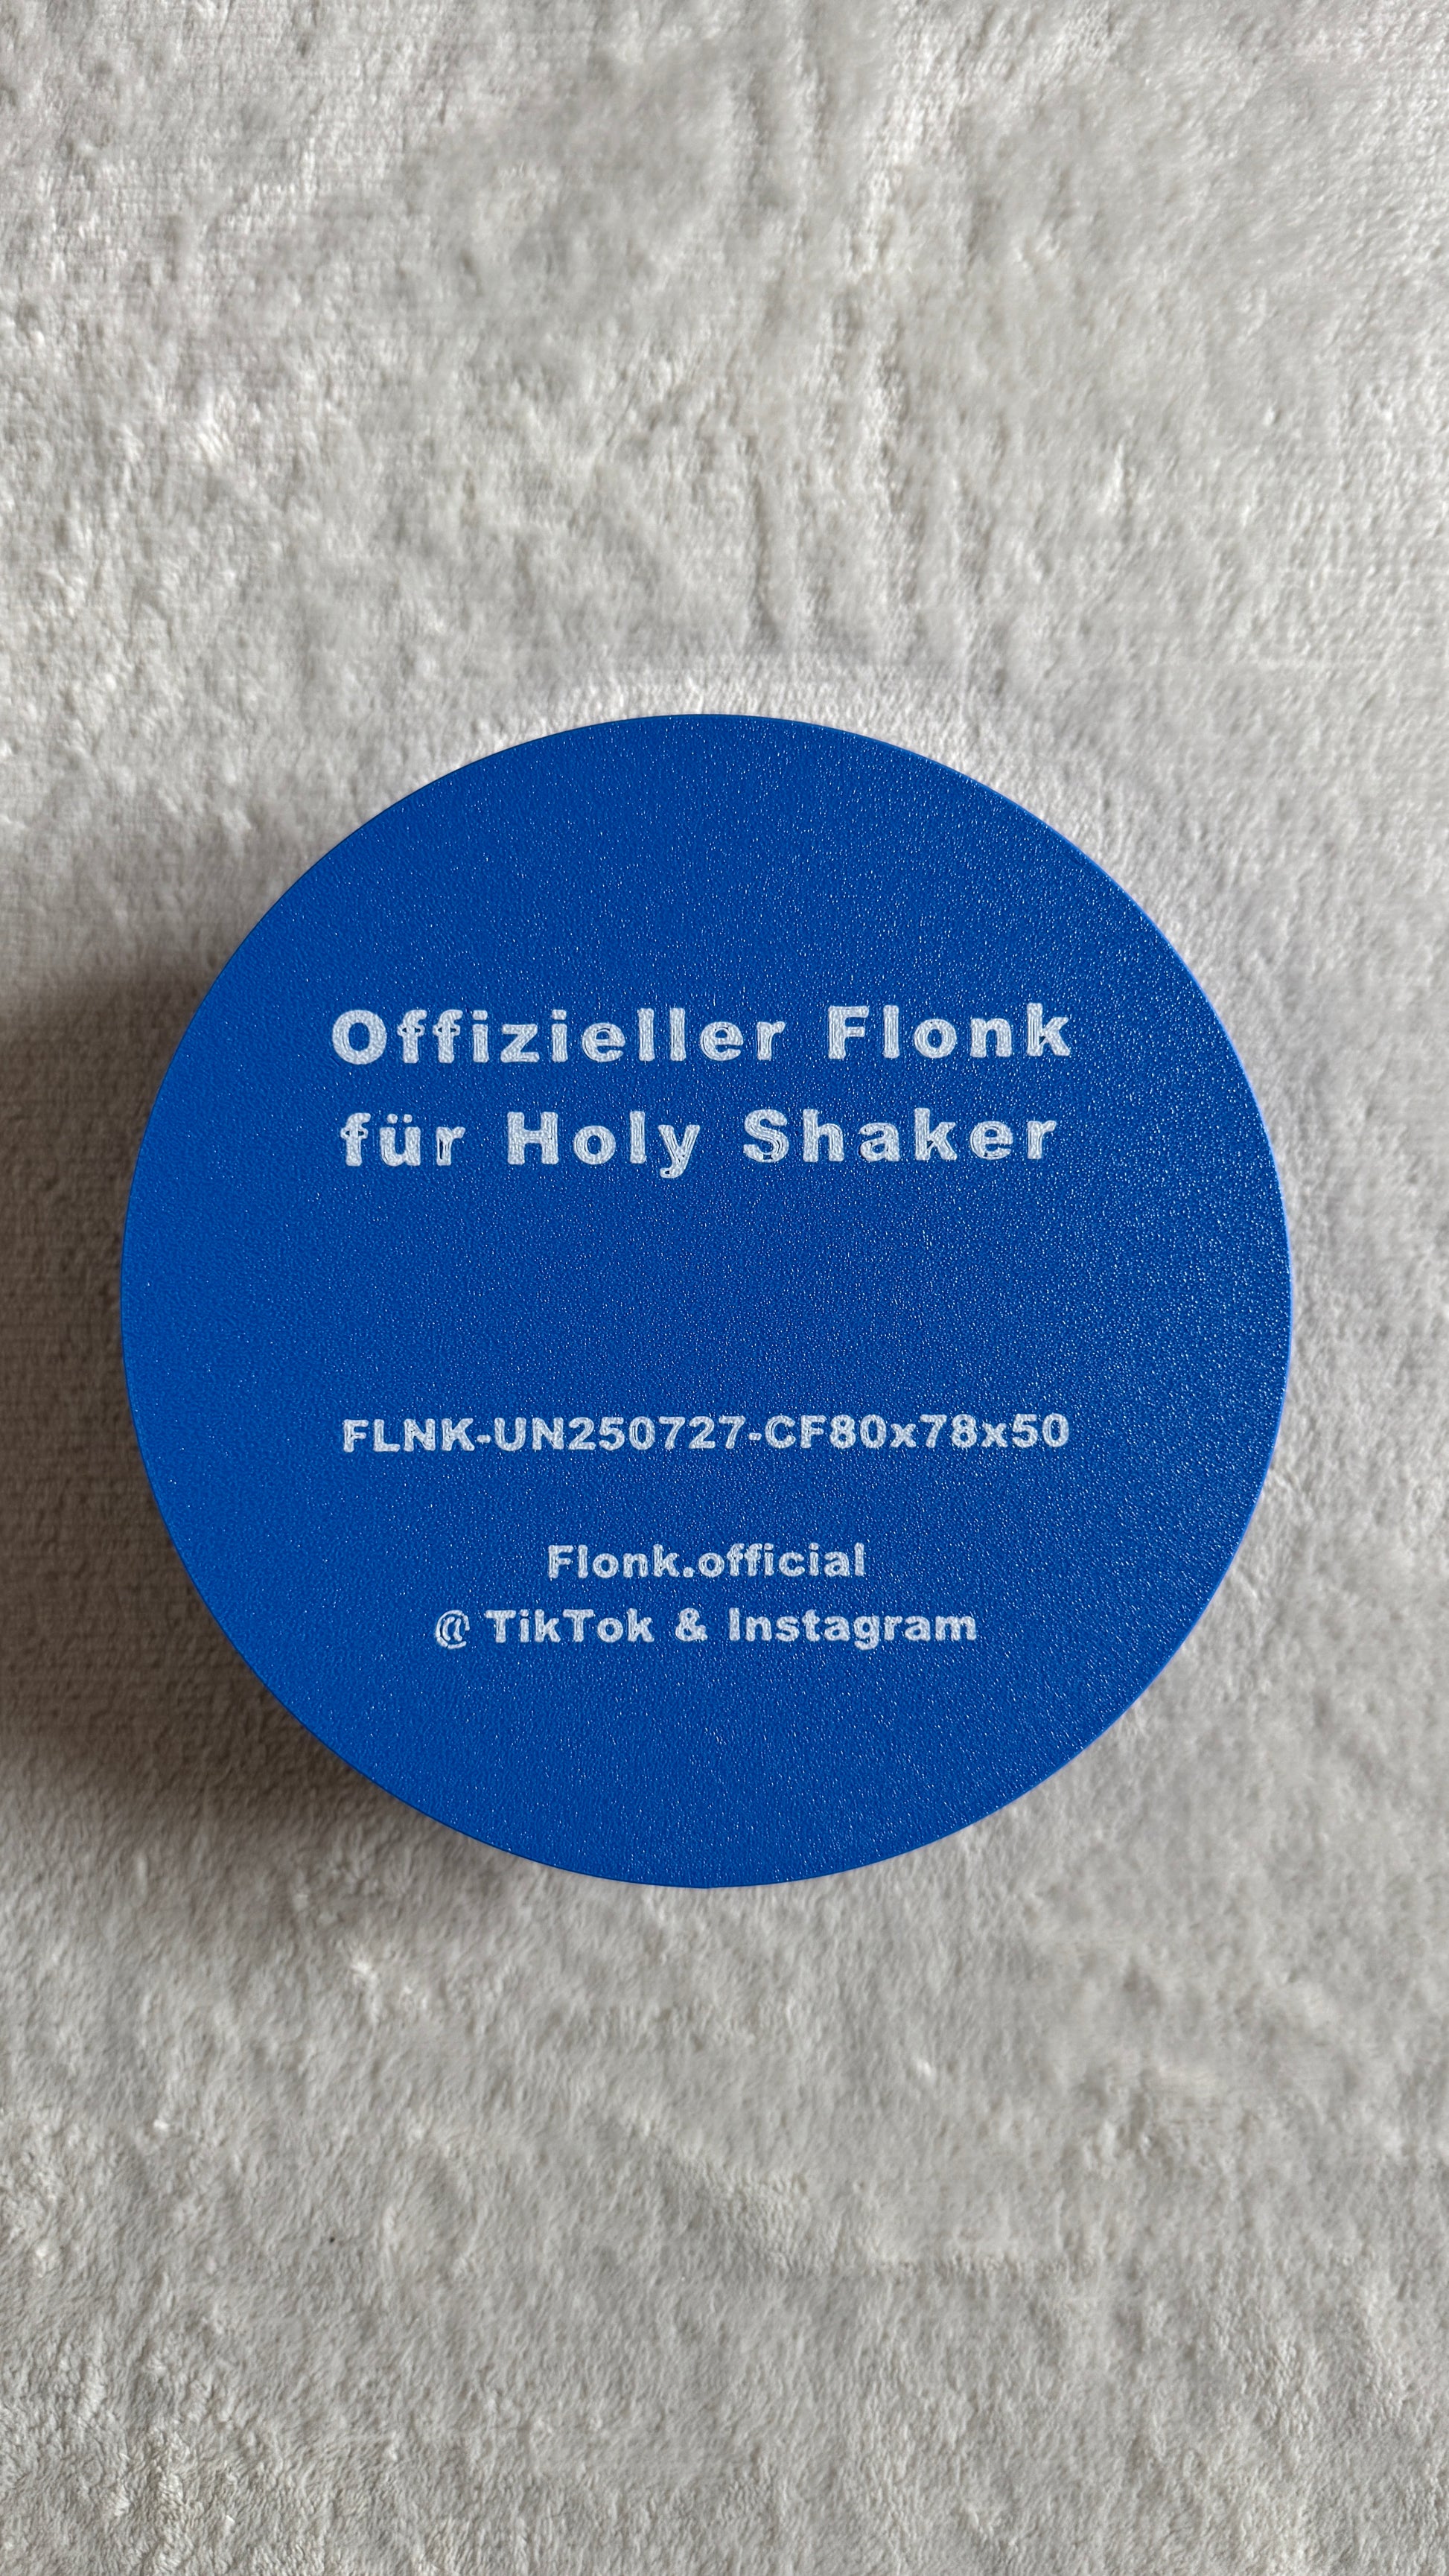 Offizieller Flonk
für Holy Shaker
FLNK-UN250727-CF80x78x50
Flonk.official
@ TikTok & Instagram